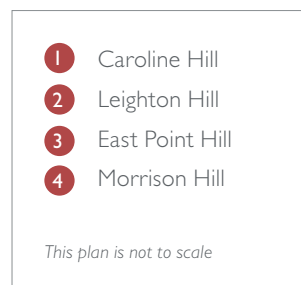 1 Caroline Hill
2 Leighton Hill
3 East Point Hill
4 Morrison Hill
This plan is not to scale